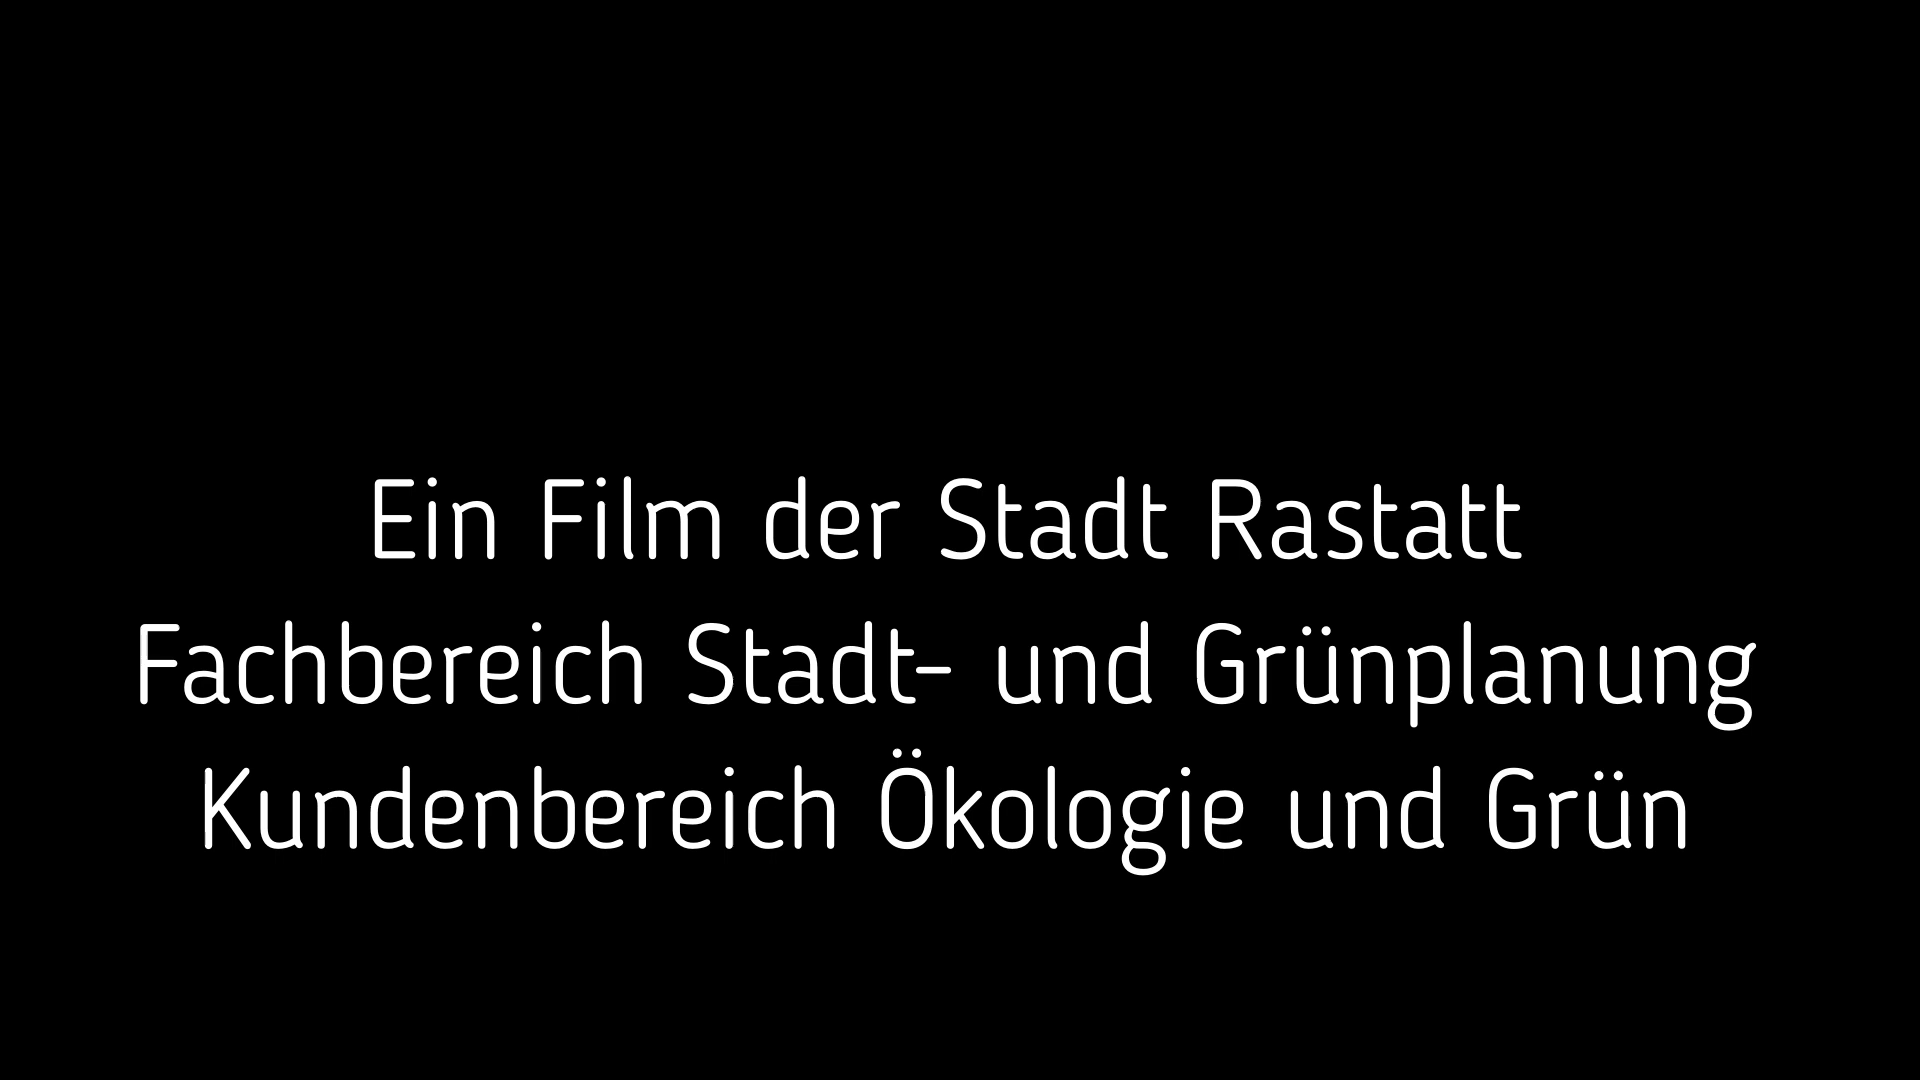 Ein Film der Stadt Rastatt
Fachbereich Stadt- und Grünplanung
Kundenbereich Ökologie und Grün